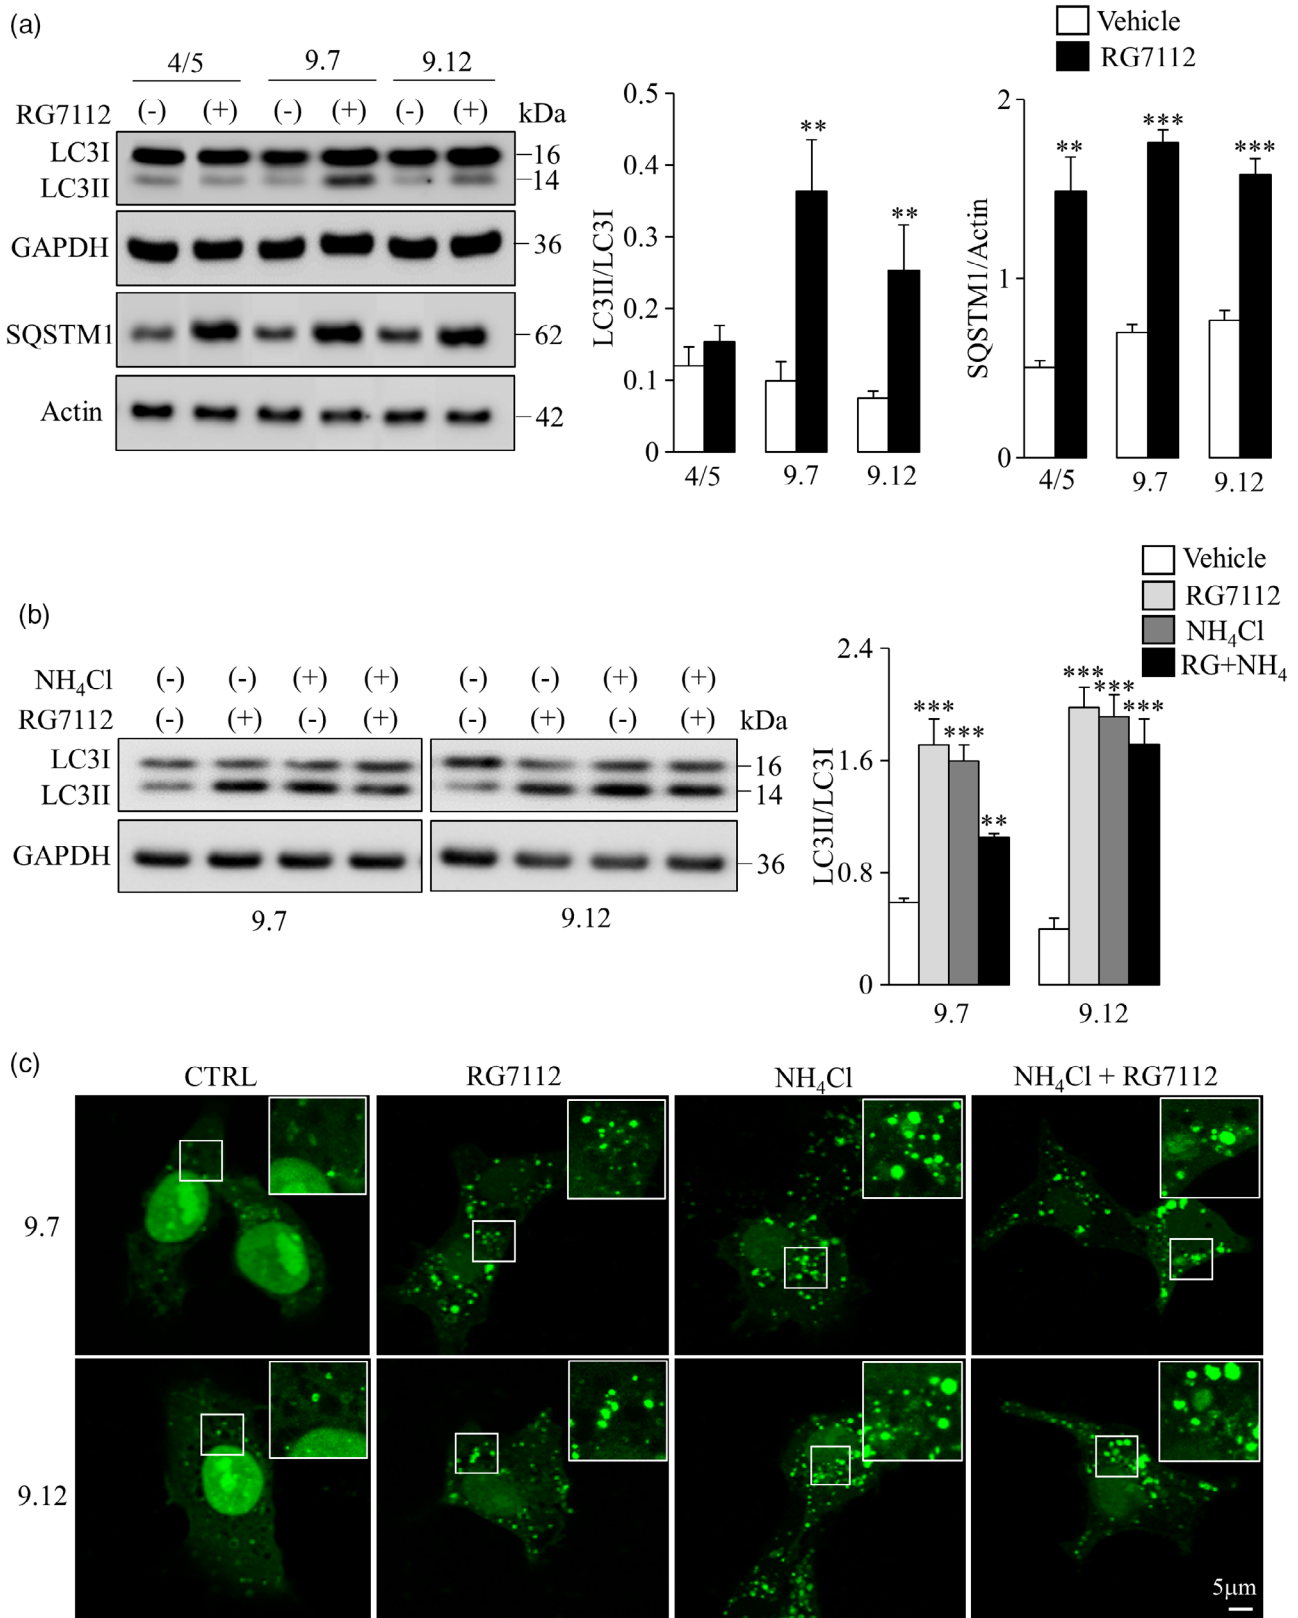 (a)
Vehicle
RG7112
4/5 9.7 9.12
RG7112 (-) (+) (-) (+) (-) (+) kDa
LC3I 16
LC3II 14
GAPDH 36
SQSTM1 62
Actin 42
LC3II/LC3I
0.5
0.4
0.3
0.2
0.1
0
** **
4/5 9.7 9.12
SQSTM1/Actin
2
1
0
** *** ***
4/5 9.7 9.12
(b)
Vehicle
RG7112
NH₄Cl
RG+NH₄
NH₄Cl (-) (-) (+) (+) (-) (-) (+) (+)
RG7112 (-) (+) (-) (+) (-) (+) (-) (+) kDa
LC3I 16
LC3II 14
GAPDH 36
9.7 9.12
LC3II/LC3I
2.4
1.6
0.8
0
*** *** ** *** *** ***
9.7 9.12
(c)
CTRL RG7112 NH₄Cl NH₄Cl + RG7112
9.7
9.12
5μm